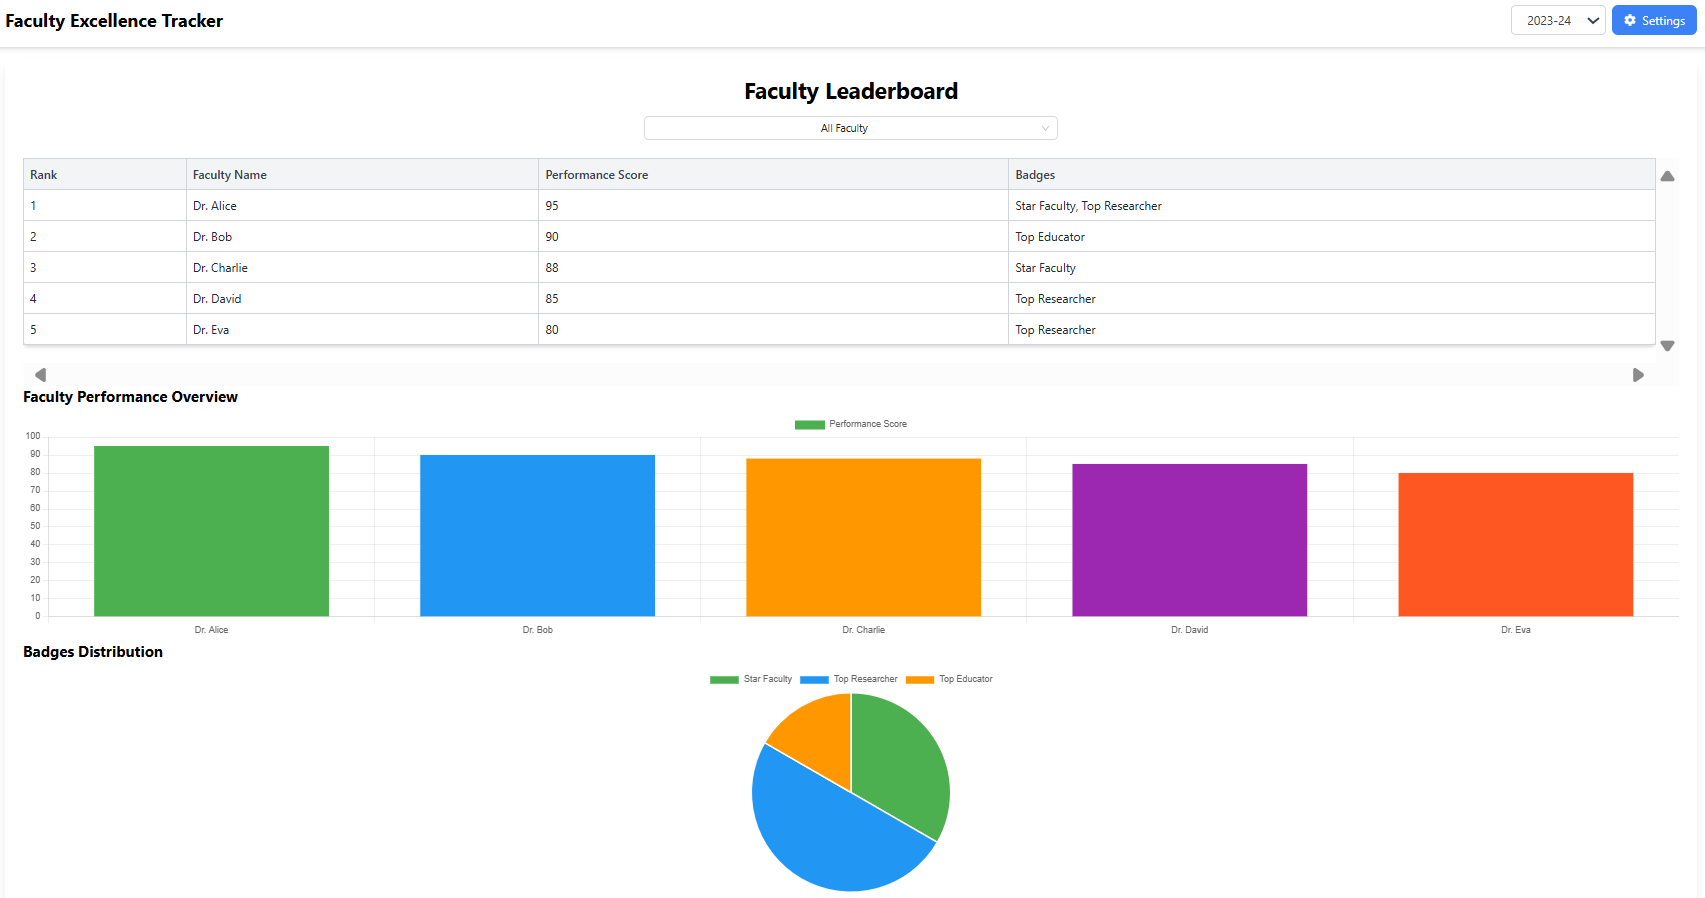 Faculty Excellence Tracker
2023-24
Settings
Faculty Leaderboard
All Faculty
Rank Faculty Name Performance Score Badges
1 Dr. Alice 95 Star Faculty, Top Researcher
2 Dr. Bob 90 Top Educator
3 Dr. Charlie 88 Star Faculty
4 Dr. David 85 Top Researcher
5 Dr. Eva 80 Top Researcher
Faculty Performance Overview
Performance Score
100
90
80
70
60
50
40
30
20
10
0
Dr. Alice Dr. Bob Dr. Charlie Dr. David Dr. Eva
Badges Distribution
Star Faculty Top Researcher Top Educator